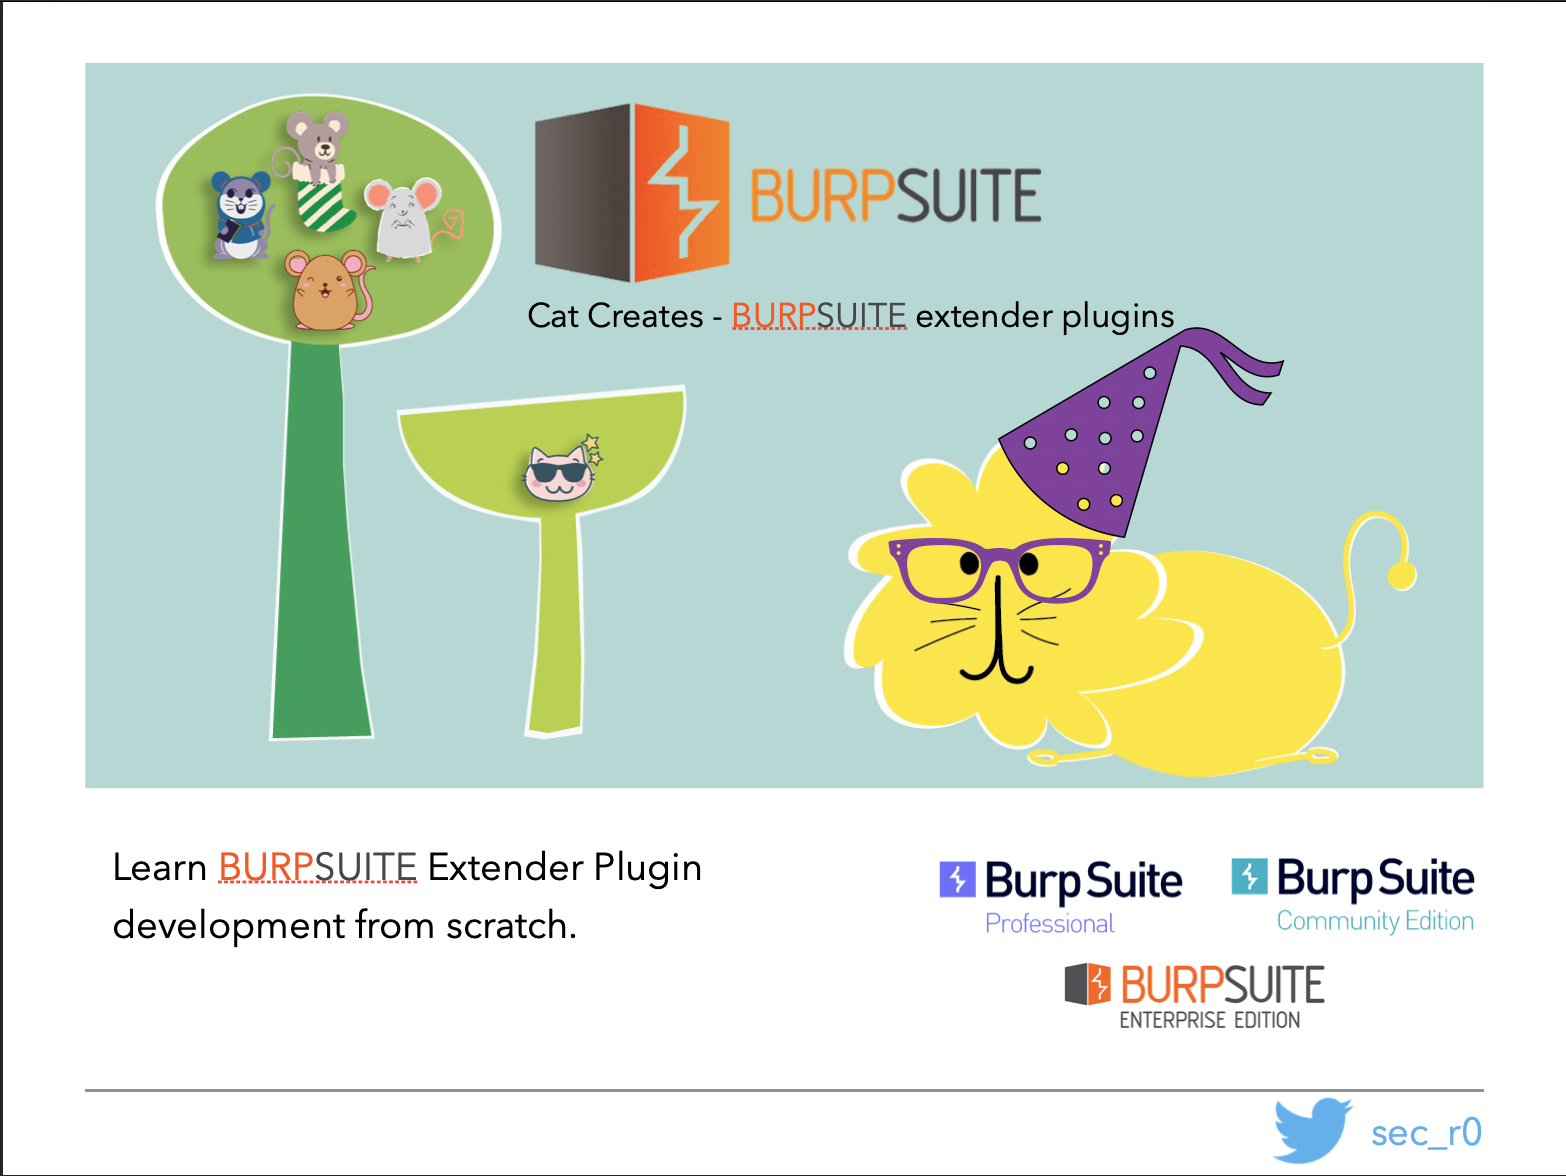 BURPSUITE
Cat Creates - BURPSUITE extender plugins
Learn BURPSUITE Extender Plugin
development from scratch.
Burp Suite
Professional
Burp Suite
Community Edition
BURPSUITE
ENTERPRISE EDITION
sec_r0